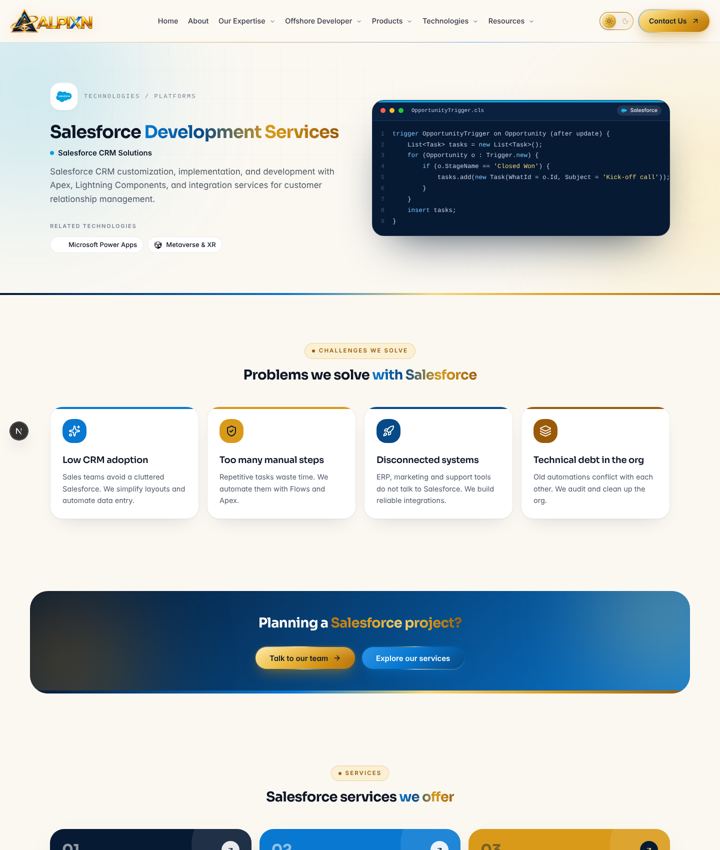 ALPIXN
Home About Our Expertise Offshore Developer Products Technologies Resources
Contact Us
TECHNOLOGIES / PLATFORMS
Salesforce Development Services
Salesforce CRM Solutions
Salesforce CRM customization, implementation, and development with
Apex, Lightning Components, and integration services for customer
relationship management.
RELATED TECHNOLOGIES
Microsoft Power Apps
Metaverse & XR
OpportunityTrigger.cls
Salesforce
1 trigger OpportunityTrigger on Opportunity (after update) {
2 List<Task> tasks = new List<Task>();
3 for (Opportunity o : Trigger.new) {
4 if (o.StageName == 'Closed Won') {
5 tasks.add(new Task(WhatId = o.Id, Subject = 'Kick-off call'));
6 }
7 }
8 insert tasks;
9 }
CHALLENGES WE SOLVE
Problems we solve with Salesforce
N
Low CRM adoption
Sales teams avoid a cluttered
Salesforce. We simplify layouts and
automate data entry.
Too many manual steps
Repetitive tasks waste time. We
automate them with Flows and
Apex.
Disconnected systems
ERP, marketing and support tools
do not talk to Salesforce. We build
reliable integrations.
Technical debt in the org
Old automations conflict with each
other. We audit and clean up the
org.
Planning a Salesforce project?
Talk to our team
Explore our services
SERVICES
Salesforce services we offer
01
02
03